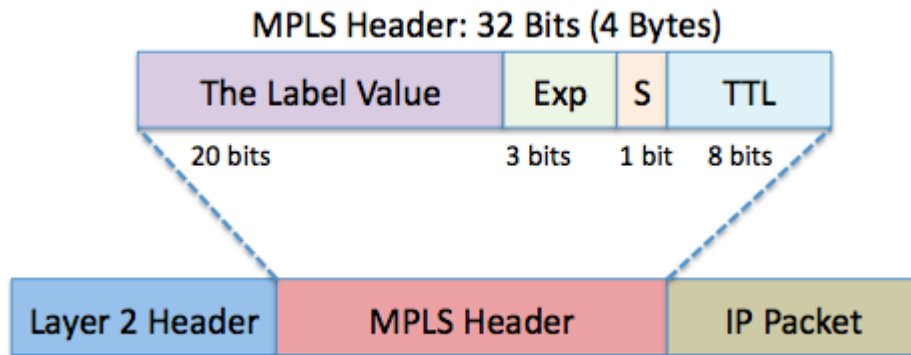 MPLS Header: 32 Bits (4 Bytes)
The Label Value Exp S TTL
20 bits 3 bits 1 bit 8 bits
Layer 2 Header MPLS Header IP Packet